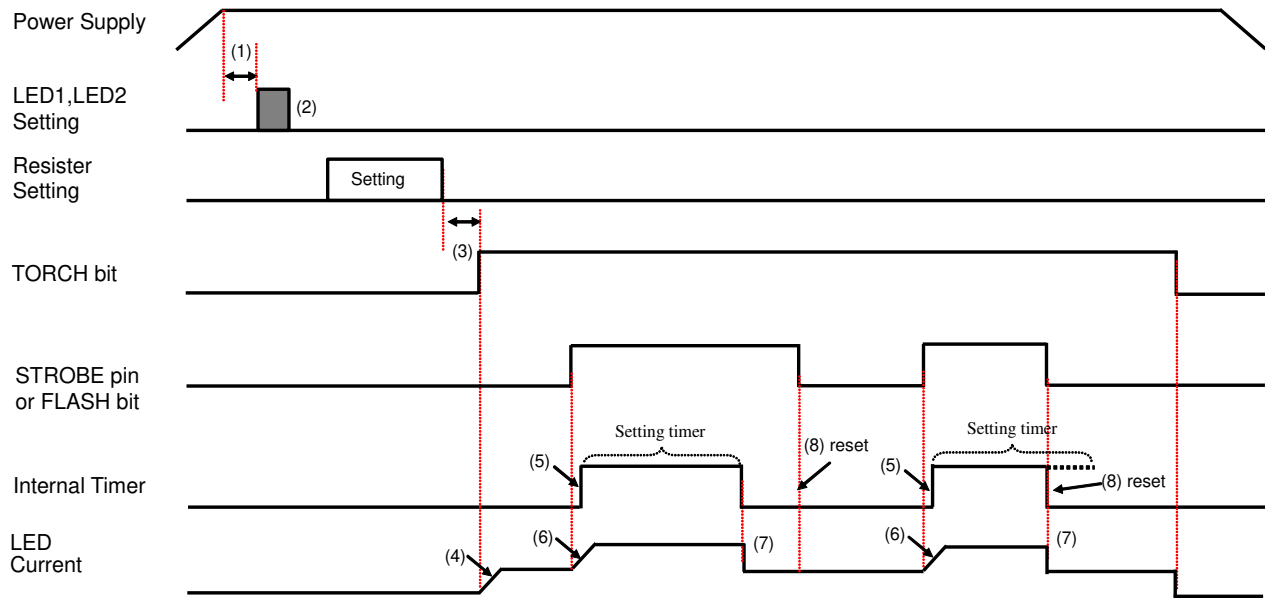 Power Supply
(1)
LED1,LED2
Setting
(2)
Resister
Setting
Setting
(3)
TORCH bit
STROBE pin
or FLASH bit
Setting timer
Setting timer
(5)
(8) reset
(5)
(8) reset
Internal Timer
LED
Current
(4)
(6)
(7)
(6)
(7)